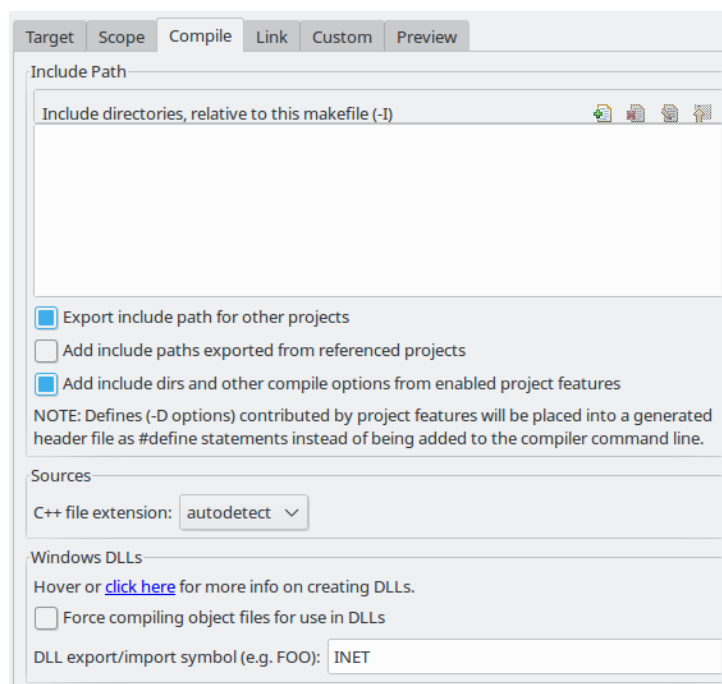 Target Scope Compile Link Custom Preview
Include Path
Include directories, relative to this makefile (-I)
Export include path for other projects
Add include paths exported from referenced projects
Add include dirs and other compile options from enabled project features
NOTE: Defines (-D options) contributed by project features will be placed into a generated
header file as #define statements instead of being added to the compiler command line.
Sources
C++ file extension: autodetect
Windows DLLs
Hover or click here for more info on creating DLLs.
Force compiling object files for use in DLLs
DLL export/import symbol (e.g. FOO): INET